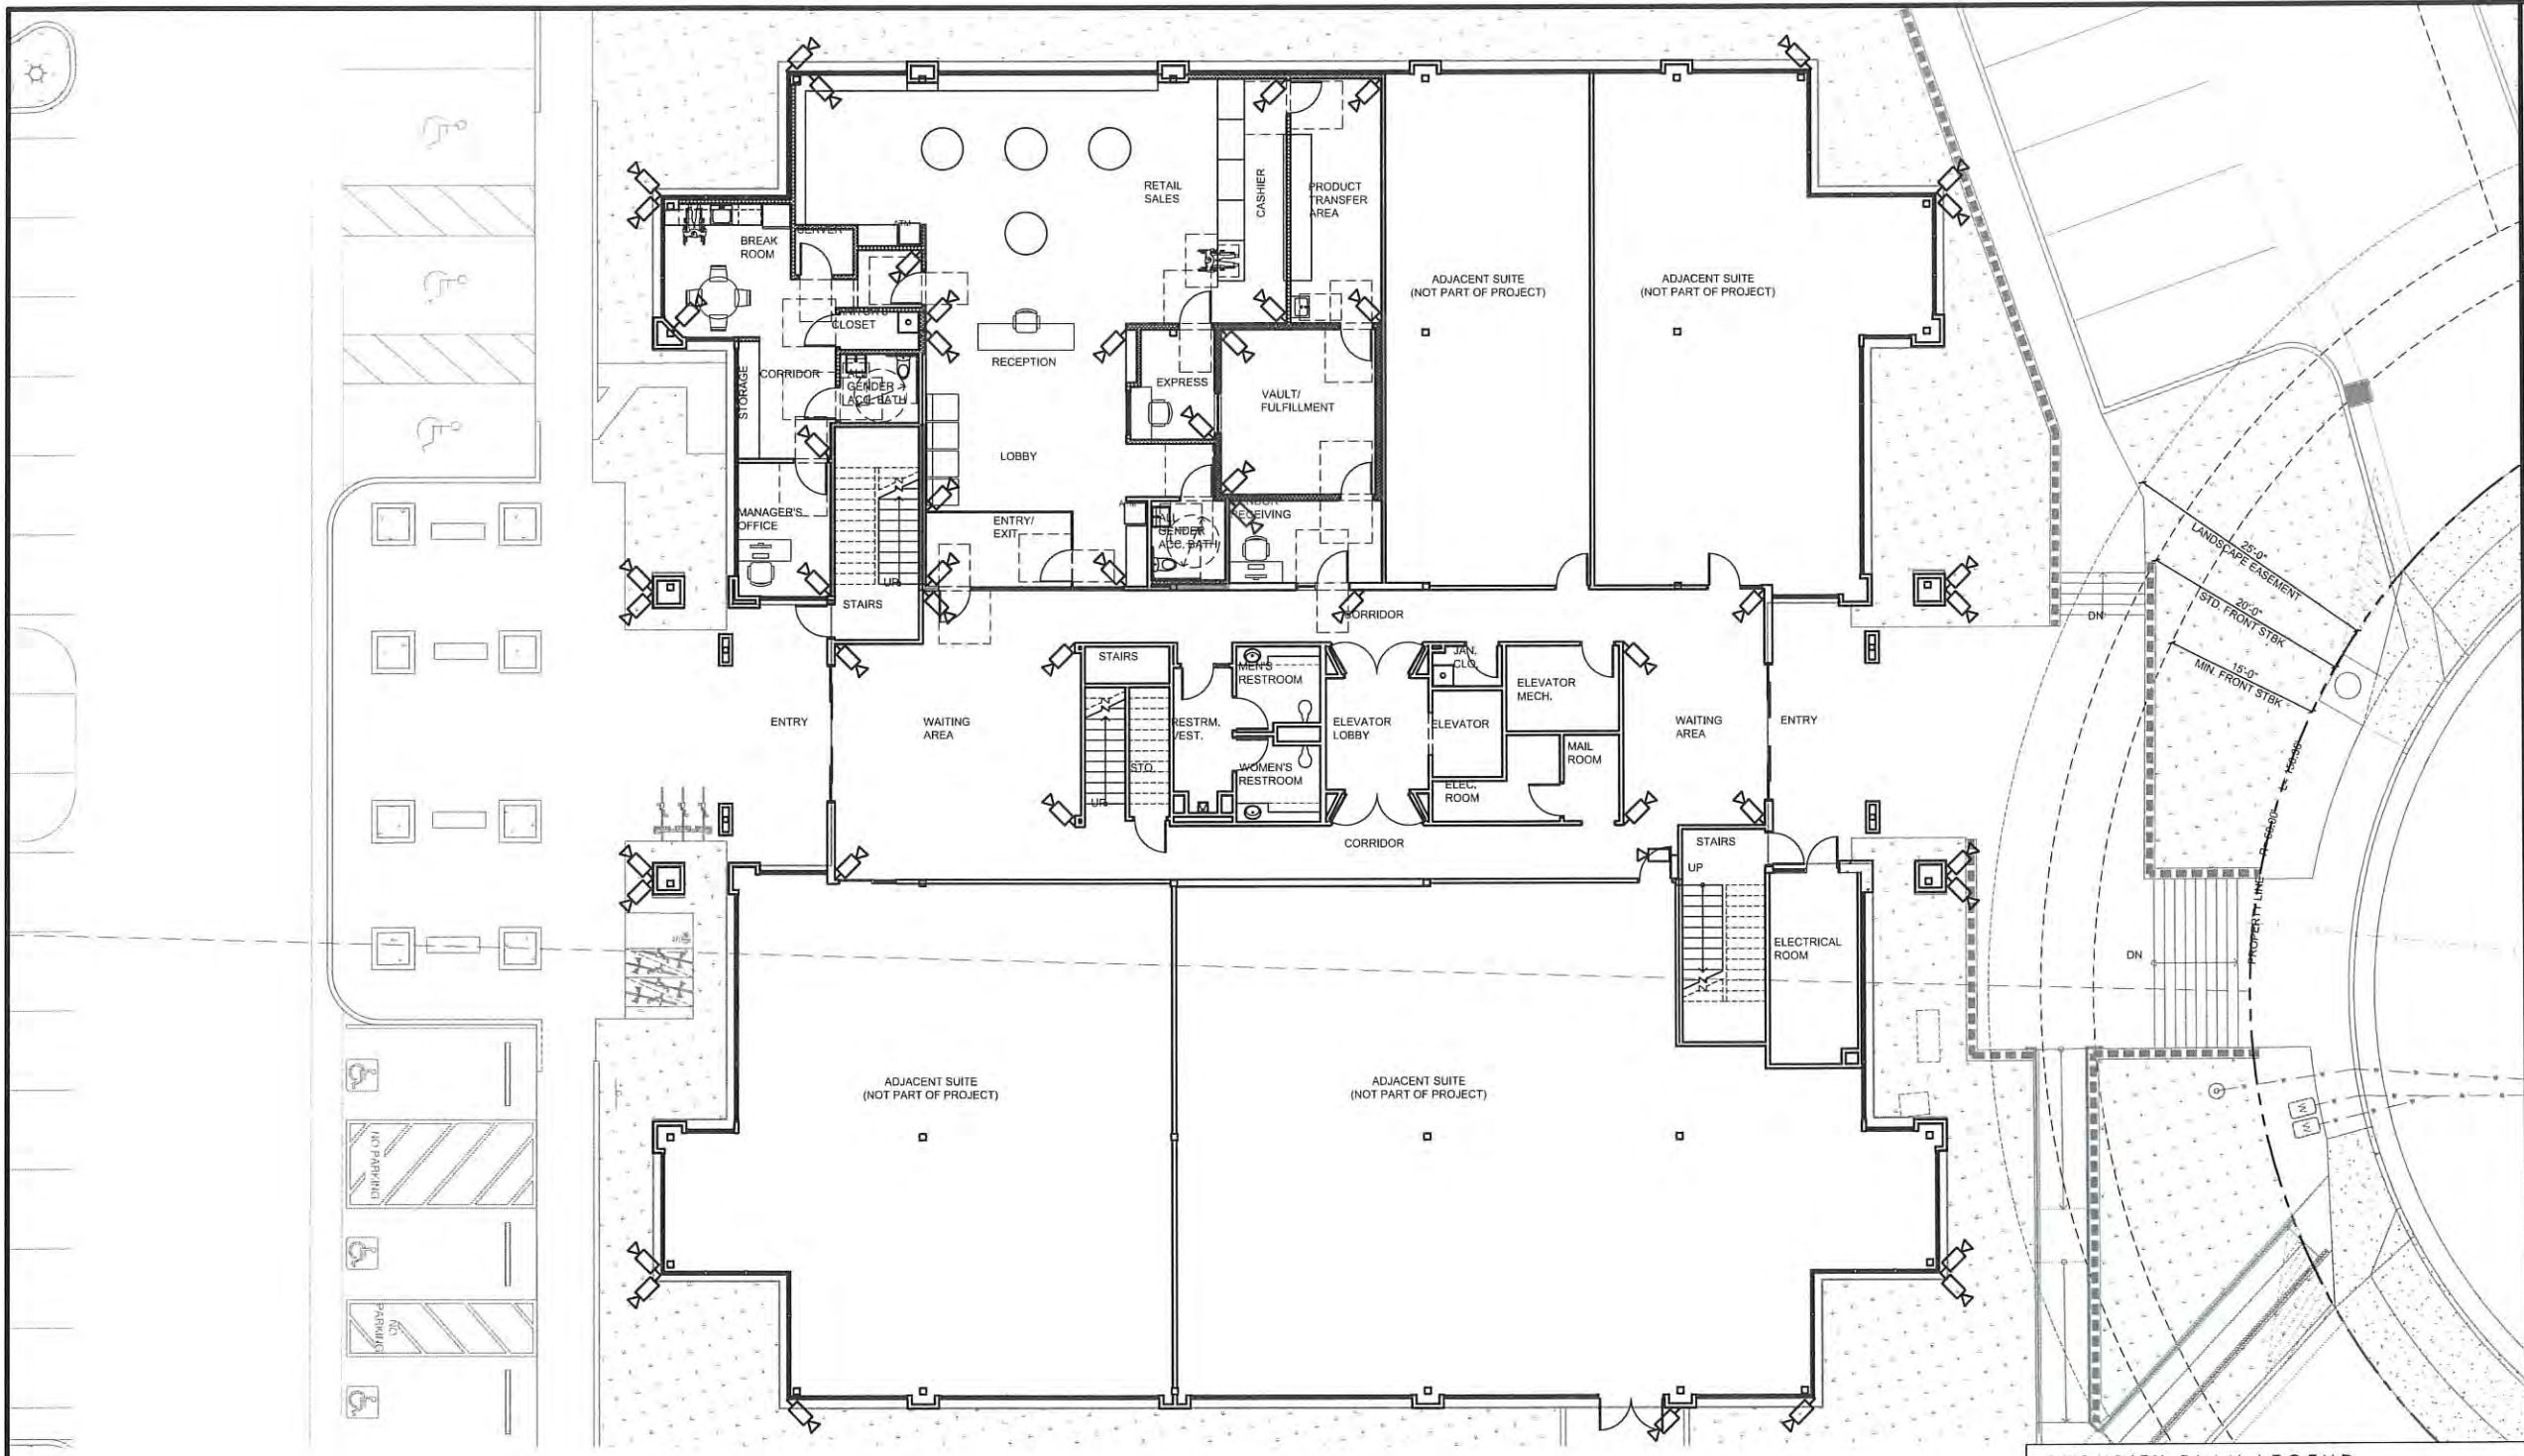 RETAIL
SALES
CASHIER
PRODUCT
TRANSFER
AREA
BREAK
ROOM
SERVER
ATM
ADJACENT SUITE
(NOT PART OF PROJECT)
ADJACENT SUITE
(NOT PART OF PROJECT)
CLOSET
RECEPTION
STORAGE
CORRIDOR
ALL
GENDER
ACC. BATH
EXPRESS
VAULT/
FULFILLMENT
LOBBY
MANAGER'S
OFFICE
ENTRY/
EXIT
ALL
GENDER
ACC. BATH
RECEIVING
UP
STAIRS
CORRIDOR
25'-0"
LANDSCAPE EASEMENT
20'-0"
STD. FRONT STBK
15'-0"
MIN. FRONT STBK
DN
STAIRS
MEN'S
RESTROOM
JAN.
CLO.
ELEVATOR
MECH.
ENTRY
WAITING
AREA
RESTRM.
VEST.
ELEVATOR
LOBBY
ELEVATOR
WAITING
AREA
ENTRY
MAIL
ROOM
STO.
WOMEN'S
RESTROOM
ELEC.
ROOM
UP
CORRIDOR
STAIRS
UP
PROPERTY LINE
ELECTRICAL
ROOM
DN
ADJACENT SUITE
(NOT PART OF PROJECT)
ADJACENT SUITE
(NOT PART OF PROJECT)
NO PARKING
NO
PARKING
W
W